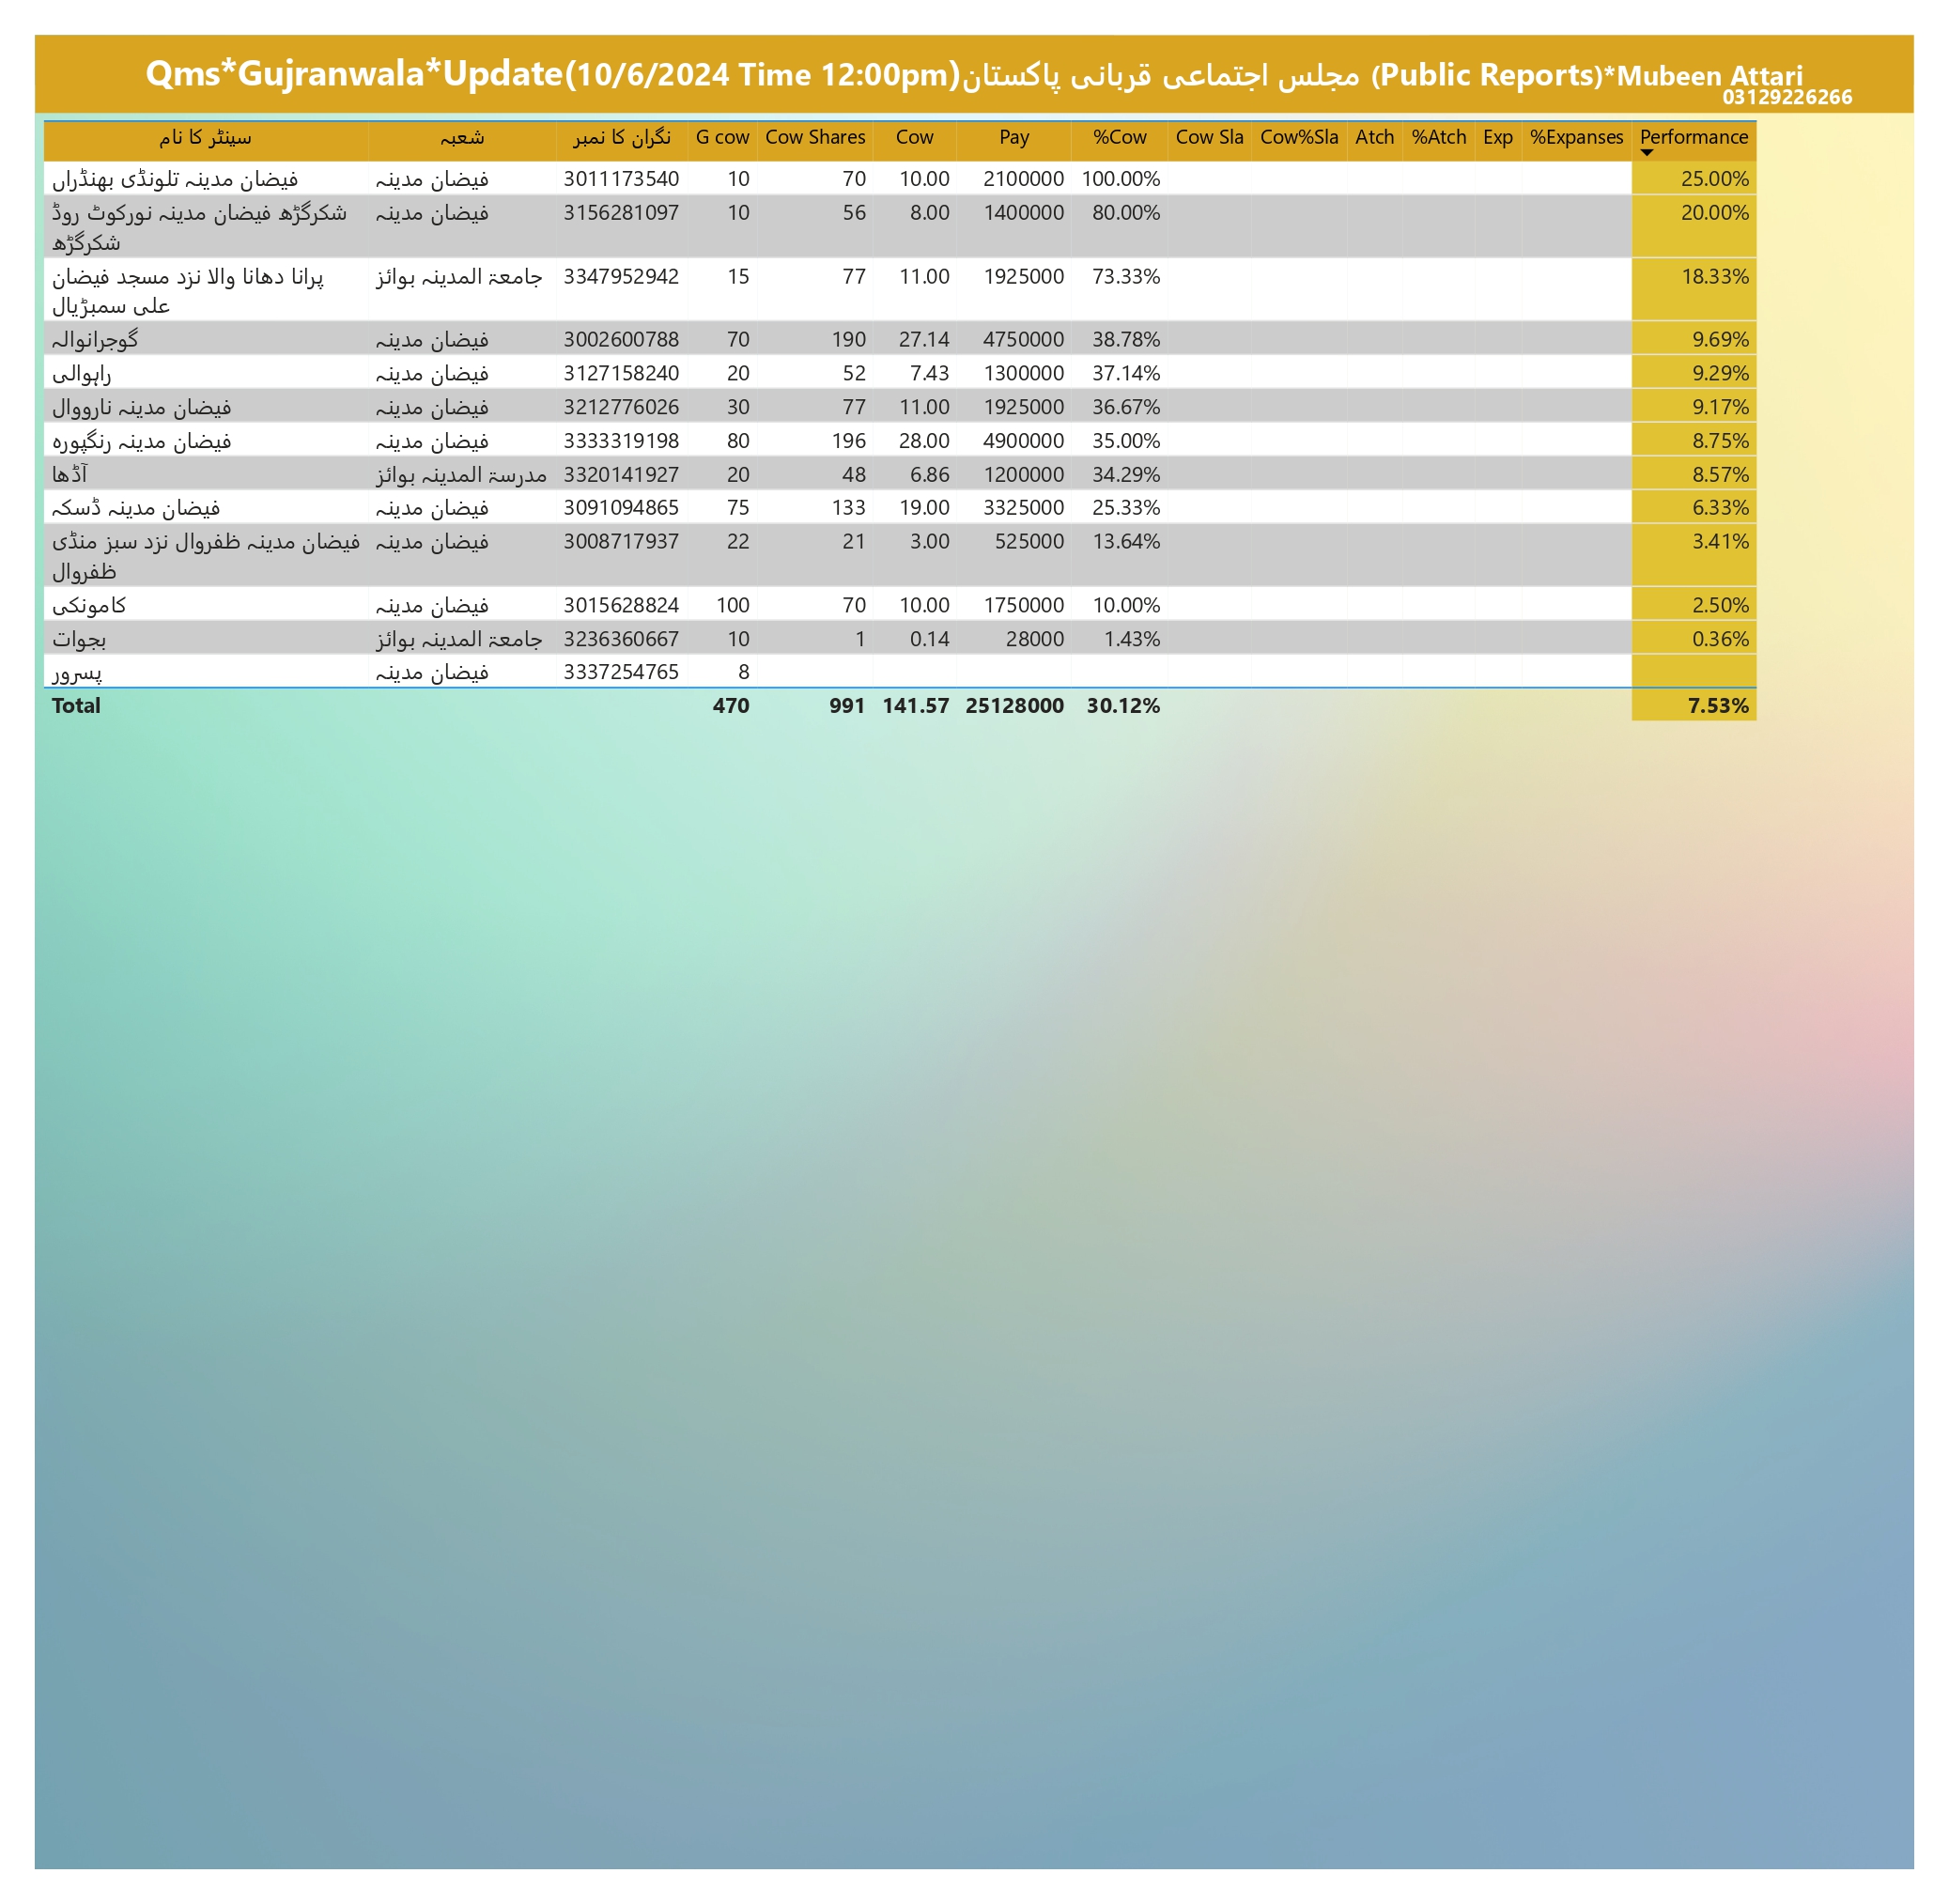 Qms*Gujranwala*Update(10/6/2024 Time 12:00pm)مجلس اجتماعی قربانی پاکستان (Public Reports)*Mubeen Attari
03129226266
سینٹر کا نام شعبہ نگران کا نمبر G cow Cow Shares Cow Pay %Cow Cow Sla Cow%Sla Atch %Atch Exp %Expanses Performance
فیضان مدینہ تلونڈی بھنڈراں فیضان مدینہ 3011173540 10 70 10.00 2100000 100.00% 25.00%
شکرگڑھ فیضان مدینہ نورکوٹ روڈ فیضان مدینہ 3156281097 10 56 8.00 1400000 80.00% 20.00%
شکرگڑھ
پرانا دھانا والا نزد مسجد فیضان جامعۃ المدینہ بوائز 3347952942 15 77 11.00 1925000 73.33% 18.33%
علی سمبڑیال
گوجرانوالہ فیضان مدینہ 3002600788 70 190 27.14 4750000 38.78% 9.69%
راہوالی فیضان مدینہ 3127158240 20 52 7.43 1300000 37.14% 9.29%
فیضان مدینہ نارووال فیضان مدینہ 3212776026 30 77 11.00 1925000 36.67% 9.17%
فیضان مدینہ رنگپورہ فیضان مدینہ 3333319198 80 196 28.00 4900000 35.00% 8.75%
آڈھا مدرسۃ المدینہ بوائز 3320141927 20 48 6.86 1200000 34.29% 8.57%
فیضان مدینہ ڈسکہ فیضان مدینہ 3091094865 75 133 19.00 3325000 25.33% 6.33%
فیضان مدینہ ظفروال نزد سبز منڈی فیضان مدینہ 3008717937 22 21 3.00 525000 13.64% 3.41%
ظفروال
کامونکی فیضان مدینہ 3015628824 100 70 10.00 1750000 10.00% 2.50%
بجوات جامعۃ المدینہ بوائز 3236360667 10 1 0.14 28000 1.43% 0.36%
پسرور فیضان مدینہ 3337254765 8
Total 470 991 141.57 25128000 30.12% 7.53%